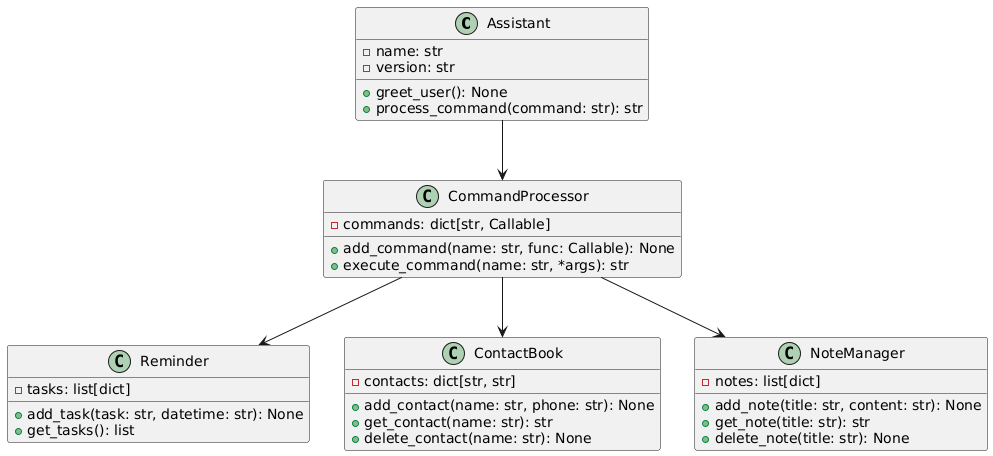 C Assistant
name: str
version: str
greet_user(): None
process_command(command: str): str
C CommandProcessor
commands: dict[str, Callable]
add_command(name: str, func: Callable): None
execute_command(name: str, *args): str
C Reminder
tasks: list[dict]
add_task(task: str, datetime: str): None
get_tasks(): list
C ContactBook
contacts: dict[str, str]
add_contact(name: str, phone: str): None
get_contact(name: str): str
delete_contact(name: str): None
C NoteManager
notes: list[dict]
add_note(title: str, content: str): None
get_note(title: str): str
delete_note(title: str): None